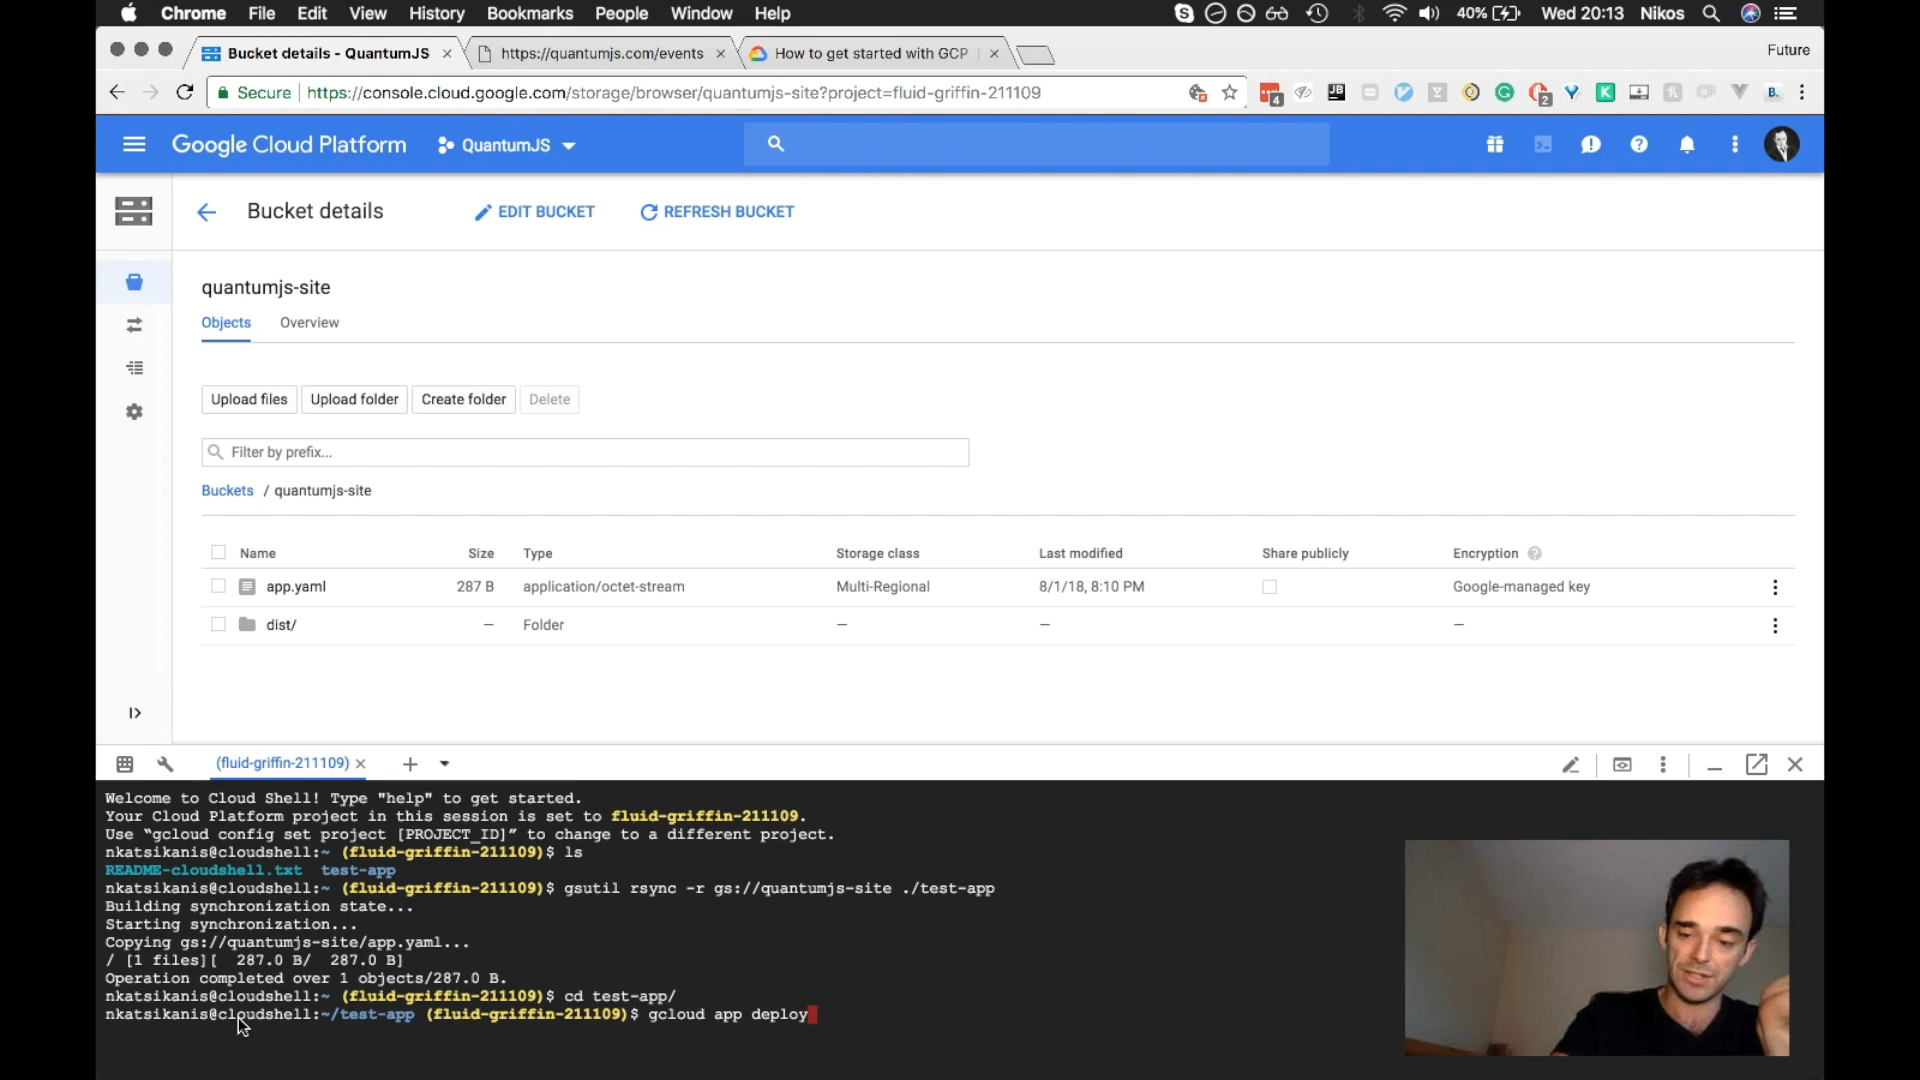 Chrome File Edit View History Bookmarks People Window Help 40% Wed 20:13 Nikos
Bucket details - QuantumJS https://quantumjs.com/events How to get started with GCP Future
Secure https://console.cloud.google.com/storage/browser/quantumjs-site?project=fluid-griffin-211109
Google Cloud Platform QuantumJS
Bucket details EDIT BUCKET REFRESH BUCKET
quantumjs-site
Objects Overview
Upload files Upload folder Create folder Delete
Filter by prefix...
Buckets / quantumjs-site
Name Size Type Storage class Last modified Share publicly Encryption
app.yaml 287 B application/octet-stream Multi-Regional 8/1/18, 8:10 PM Google-managed key
dist/ — Folder — — —
(fluid-griffin-211109)
Welcome to Cloud Shell! Type "help" to get started.
Your Cloud Platform project in this session is set to fluid-griffin-211109.
Use “gcloud config set project [PROJECT_ID]” to change to a different project.
nkatsikanis@cloudshell:~ (fluid-griffin-211109)$ ls
README-cloudshell.txt test-app
nkatsikanis@cloudshell:~ (fluid-griffin-211109)$ gsutil rsync -r gs://quantumjs-site ./test-app
Building synchronization state...
Starting synchronization...
Copying gs://quantumjs-site/app.yaml...
/ [1 files][ 287.0 B/ 287.0 B]
Operation completed over 1 objects/287.0 B.
nkatsikanis@cloudshell:~ (fluid-griffin-211109)$ cd test-app/
nkatsikanis@cloudshell:~/test-app (fluid-griffin-211109)$ gcloud app deploy